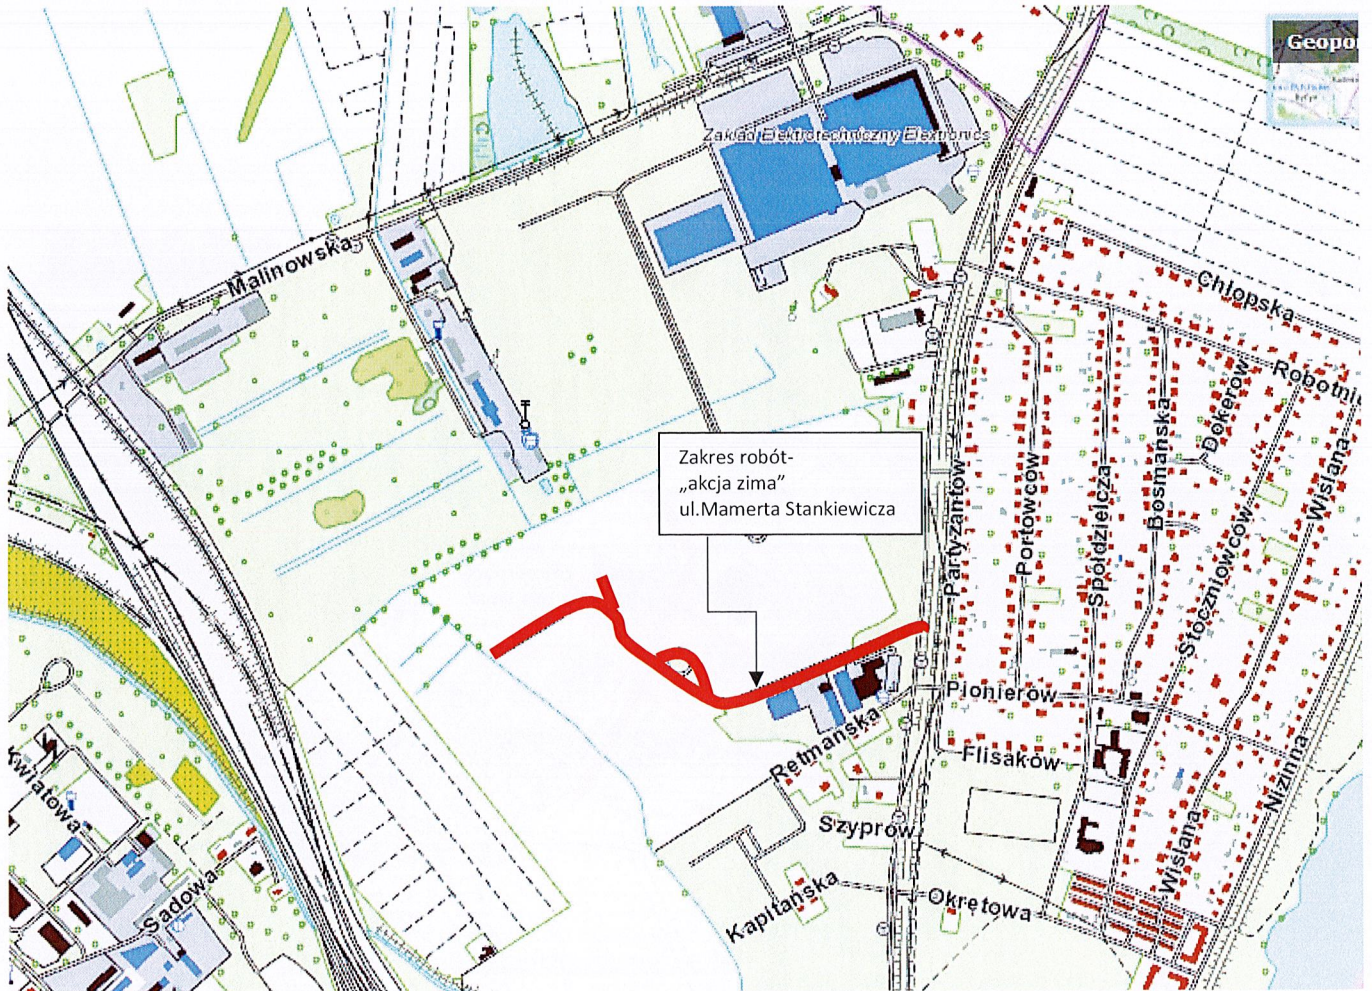 Geopo
Zakład Elektrotechniczny Elextronics
Malinowska
Chłopska
Robotni
Zakres robót-
„akcja zima”
ul.Mamerta Stankiewicza
Partyzantów
Portowców
Spółdzielcza
Bosmańska
Dokerów
Stoczniowców
Wiślana
Pionierów
Retmańska
Flisaków
Nizinna
Kwiatowa
Szyprów
Wiślana
Sadowa
Kapitańska
Okrętowa